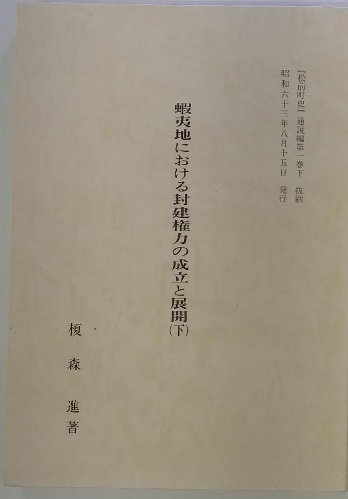 『松前町史』通説編第一巻下 抜刷
昭和六十三年八月十五日 発行
蝦夷地における封建権力の成立と展開(下)
榎森進著